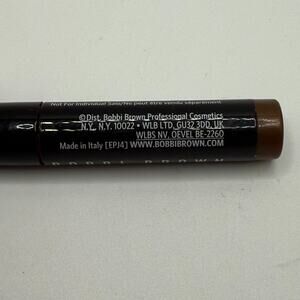 Not For Individual Sale/Ne peut être vendu séparément
© Dist. Bobbi Brown Professional Cosmetics
N.Y., N.Y. 10022 • WLB LTD, GU32 3DD, UK
WLBS NV, OEVEL BE-2260
Made in Italy [EPJ4] WWW.BOBBIBROWN.COM
BOBBI BROWN